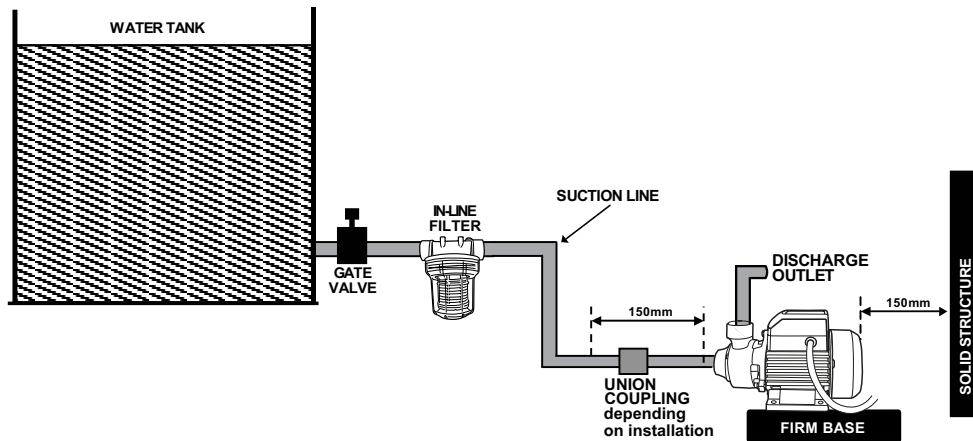 WATER TANK
IN-LINE
FILTER
SUCTION LINE
GATE
VALVE
DISCHARGE
OUTLET
150mm
150mm
UNION
COUPLING
depending
on installation
FIRM BASE
SOLID STRUCTURE